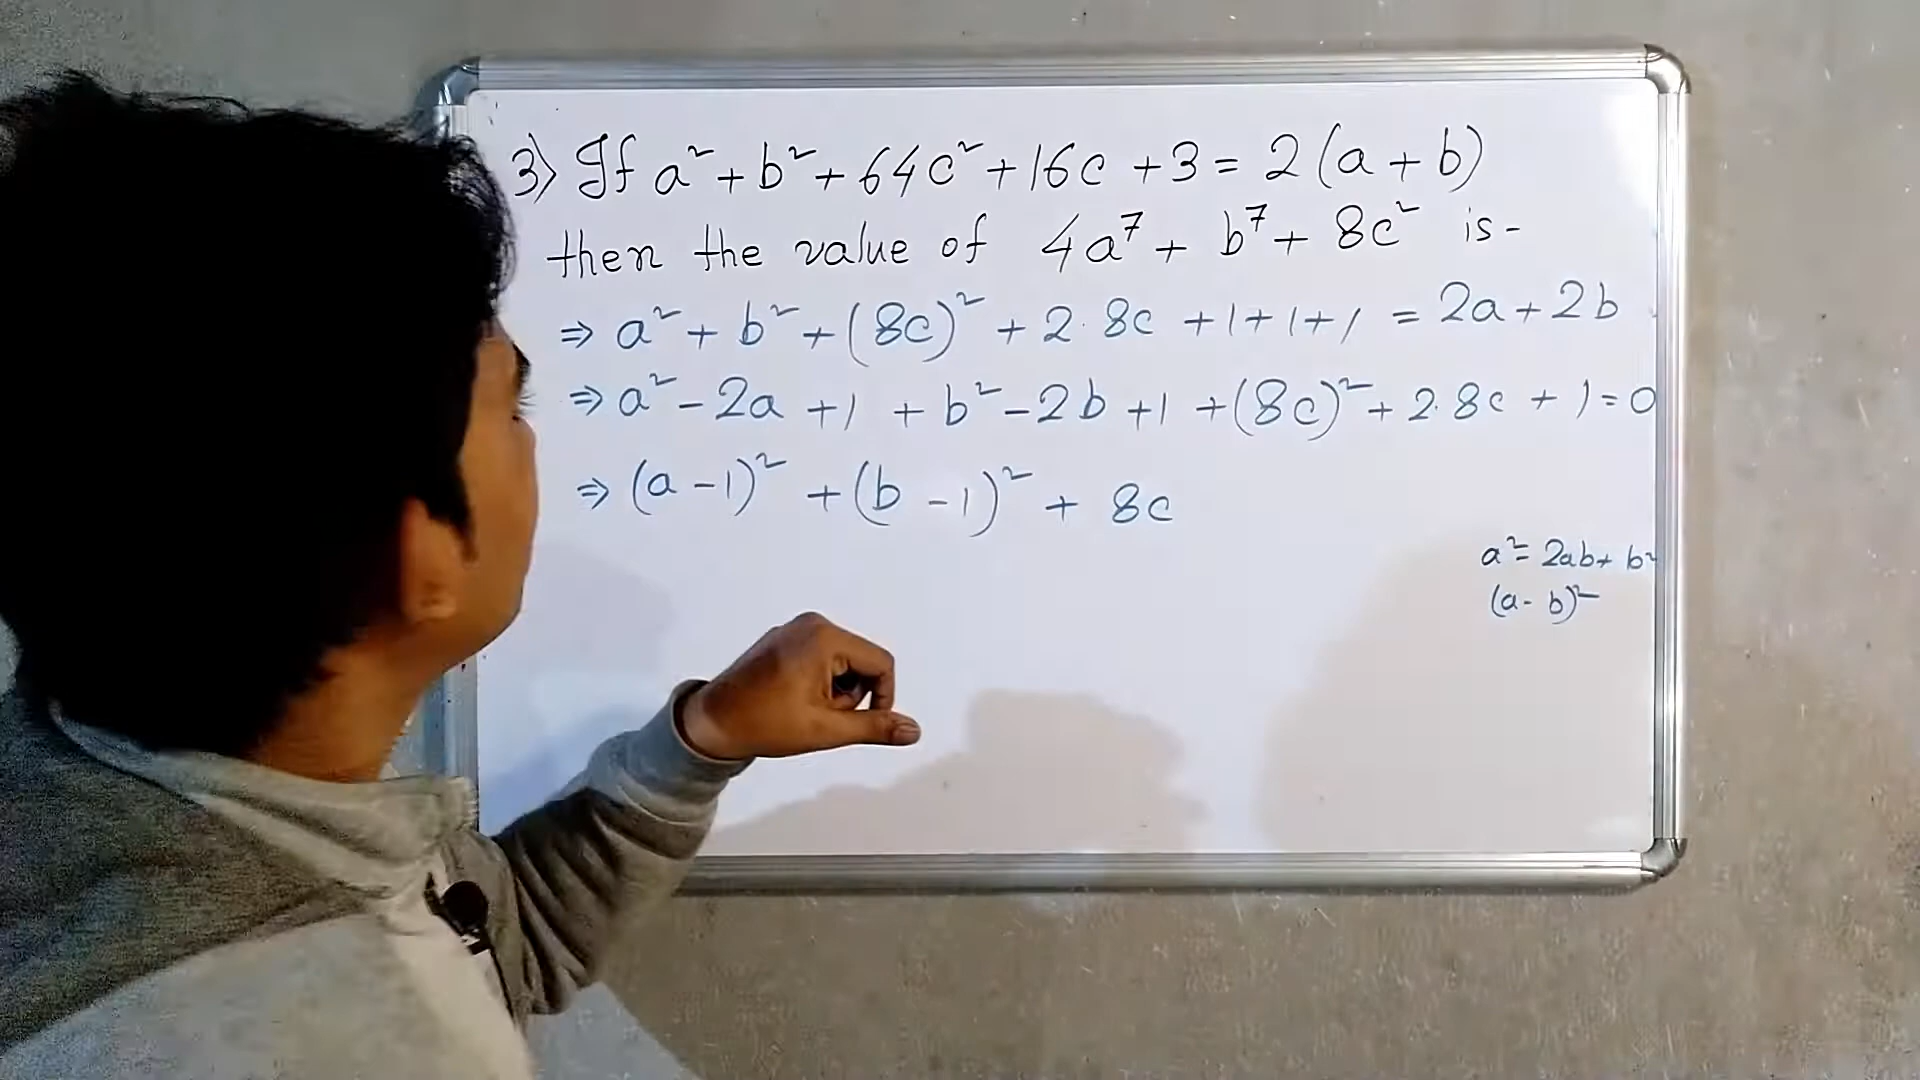 3) If a² + b² + 64c² + 16c + 3 = 2 (a + b)
then the value of 4a⁷ + b⁷ + 8c² is -
⇒ a² + b² + (8c)² + 2·8c + 1 + 1 + 1 = 2a + 2b
⇒ a² - 2a + 1 + b² - 2b + 1 + (8c)² + 2·8c + 1 = 0
⇒ (a - 1)² + (b - 1)² + 8c
a² = 2ab + b²
(a - b)²